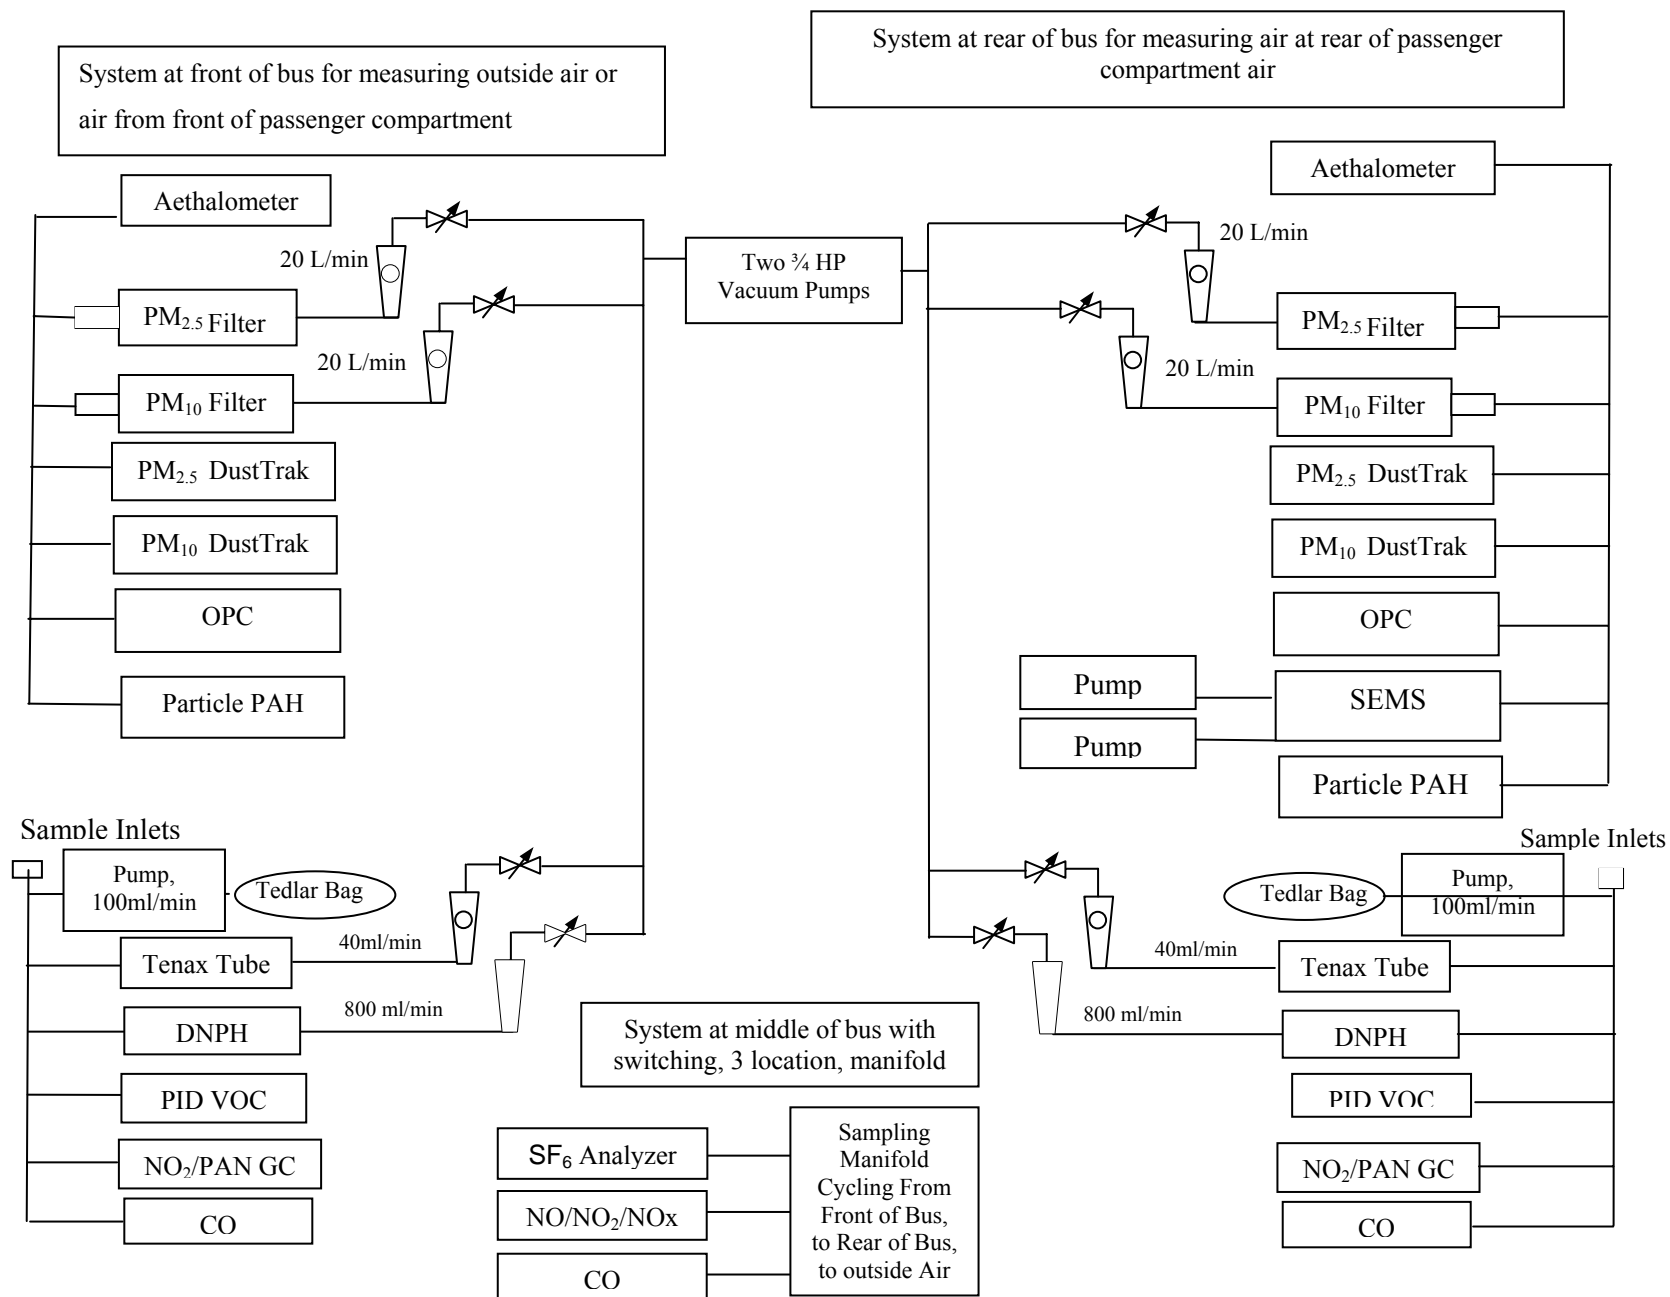 System at front of bus for measuring outside air or
air from front of passenger compartment
System at rear of bus for measuring air at rear of passenger
compartment air
Aethalometer
20 L/min
PM2.5 Filter
20 L/min
PM10 Filter
PM2.5 DustTrak
PM10 DustTrak
OPC
Particle PAH
Two ¾ HP
Vacuum Pumps
Aethalometer
20 L/min
PM2.5 Filter
20 L/min
PM10 Filter
PM2.5 DustTrak
PM10 DustTrak
OPC
Pump
SEMS
Pump
Particle PAH
Sample Inlets
Pump,
100ml/min
Tedlar Bag
40ml/min
Tenax Tube
800 ml/min
DNPH
PID VOC
NO2/PAN GC
CO
System at middle of bus with
switching, 3 location, manifold
SF6 Analyzer
NO/NO2/NOx
CO
Sampling
Manifold
Cycling From
Front of Bus,
to Rear of Bus,
to outside Air
Sample Inlets
Tedlar Bag
Pump,
100ml/min
40ml/min
Tenax Tube
800 ml/min
DNPH
PID VOC
NO2/PAN GC
CO